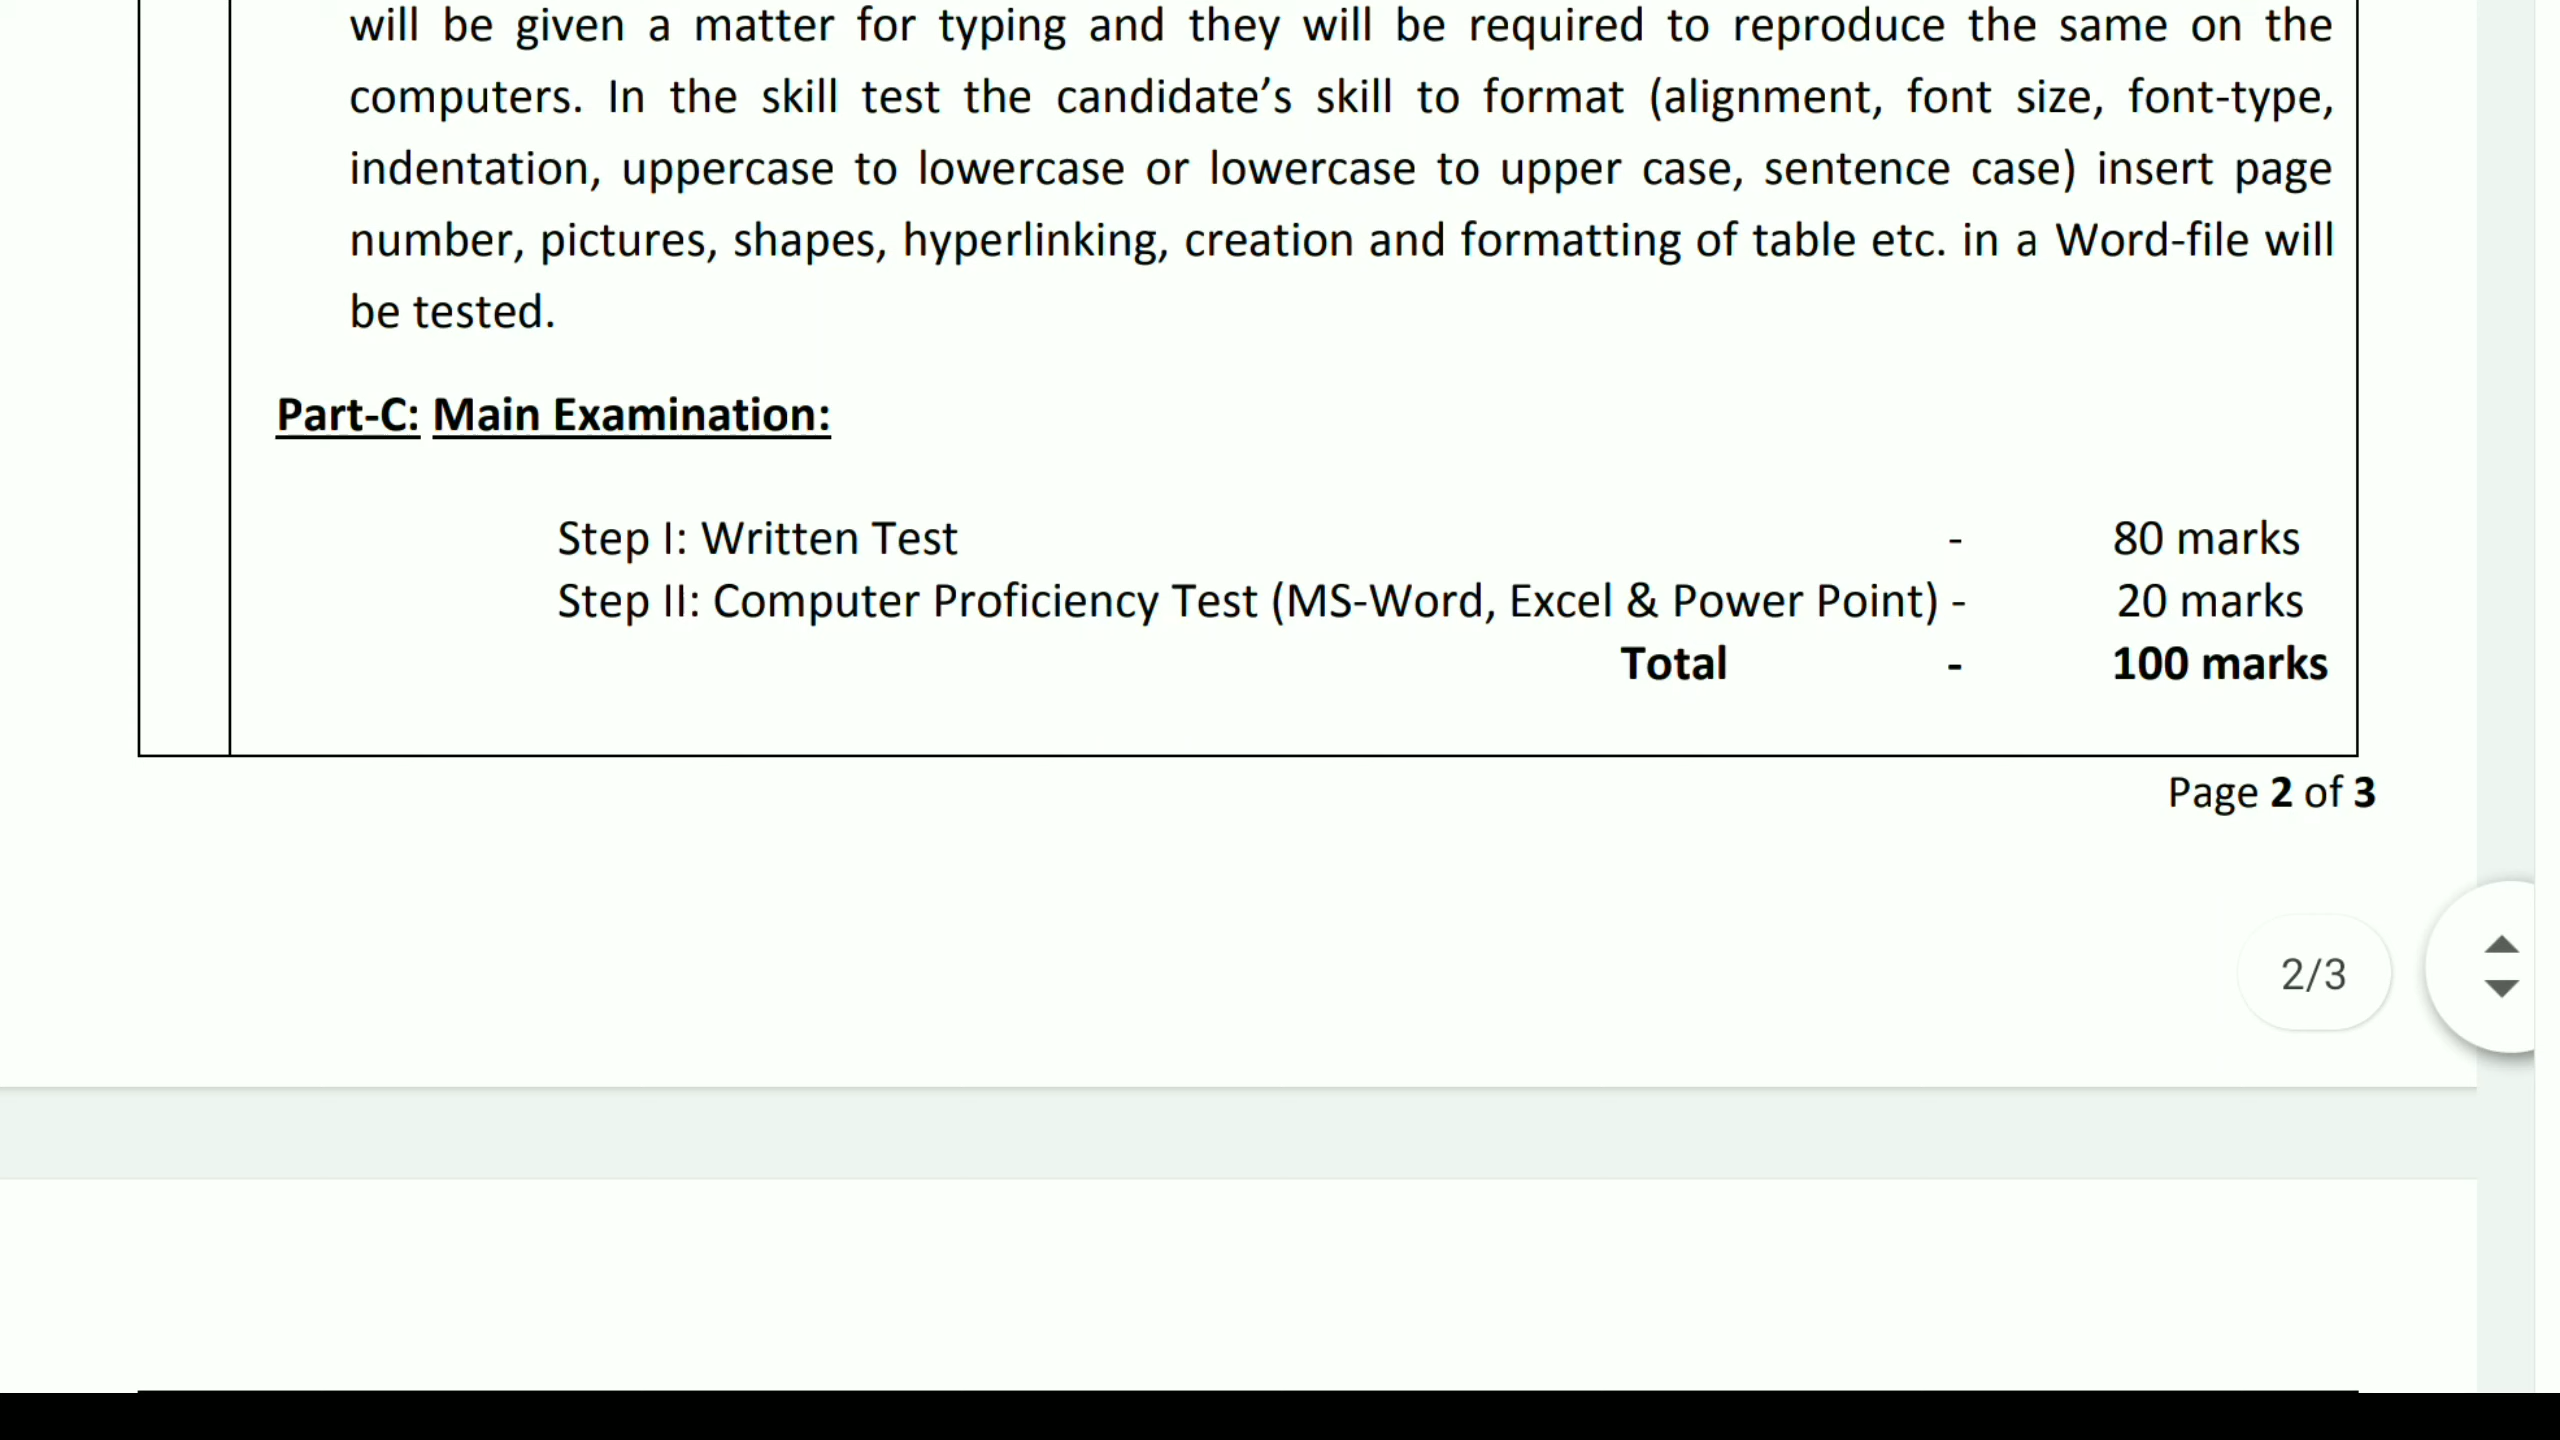 will be given a matter for typing and they will be required to reproduce the same on the
computers. In the skill test the candidate’s skill to format (alignment, font size, font-type,
indentation, uppercase to lowercase or lowercase to upper case, sentence case) insert page
number, pictures, shapes, hyperlinking, creation and formatting of table etc. in a Word-file will
be tested.
Part-C: Main Examination:
Step I: Written Test - 80 marks
Step II: Computer Proficiency Test (MS-Word, Excel & Power Point) - 20 marks
Total - 100 marks
Page 2 of 3
2/3